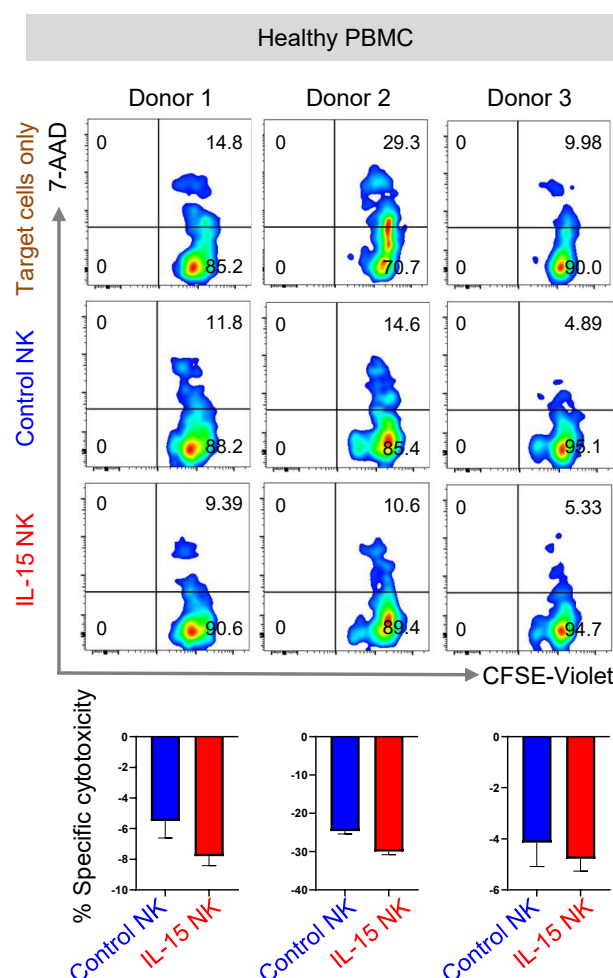 Healthy PBMC
Donor 1 Donor 2 Donor 3
Target cells only
7-AAD
0 14.8 0 29.3 0 9.98
0 85.2 0 70.7 0 90.0
Control NK
0 11.8 0 14.6 0 4.89
0 88.2 0 85.4 0 95.1
IL-15 NK
0 9.39 0 10.6 0 5.33
0 90.6 0 89.4 0 94.7
CFSE-Violet
% Specific cytotoxicity
0 0 0
-2 -10 -2
-4 -20 -4
-6 -30 -6
-8 -40
-10
Control NK IL-15 NK Control NK IL-15 NK Control NK IL-15 NK